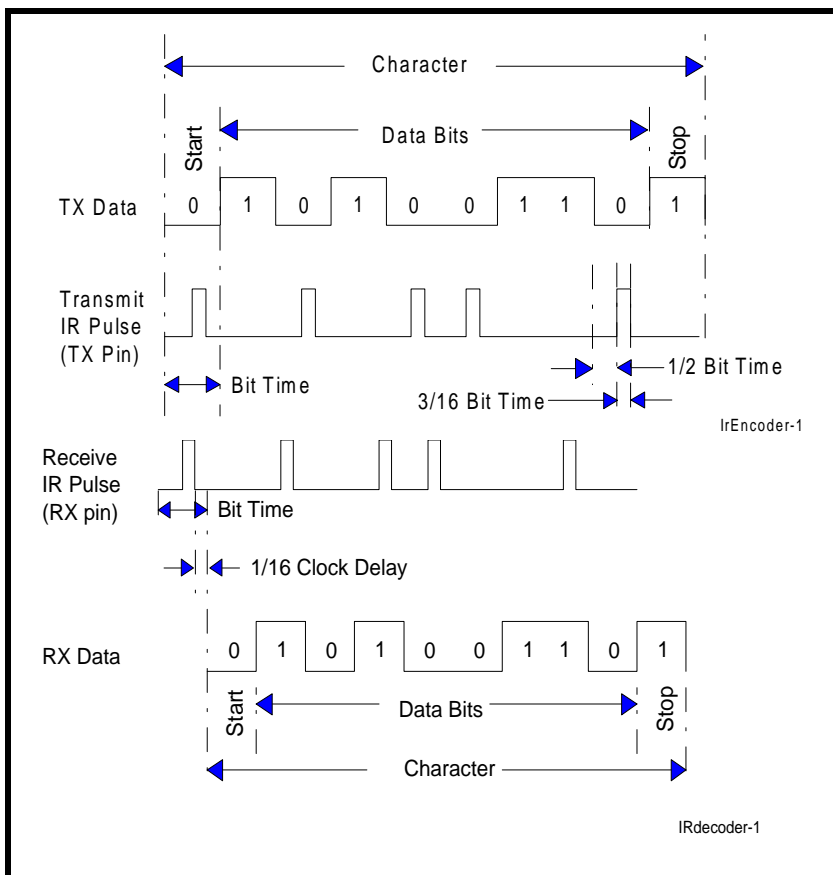 Character
Start
Data Bits
Stop
TX Data
0 1 0 1 0 0 1 1 0 1
Transmit
IR Pulse
(TX Pin)
Bit Time
1/2 Bit Time
3/16 Bit Time
IrEncoder-1
Receive
IR Pulse
(RX pin)
Bit Time
1/16 Clock Delay
RX Data
0 1 0 1 0 0 1 1 0 1
Start
Data Bits
Stop
Character
IRdecoder-1